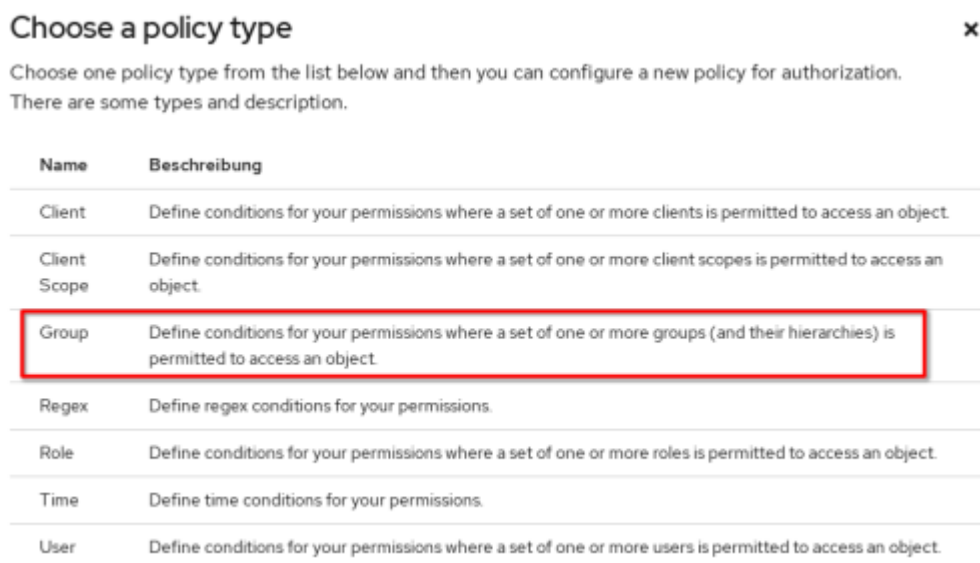 Choose a policy type ×
Choose one policy type from the list below and then you can configure a new policy for authorization.
There are some types and description.
Name Beschreibung
Client Define conditions for your permissions where a set of one or more clients is permitted to access an object.
Client Define conditions for your permissions where a set of one or more client scopes is permitted to access an
Scope object.
Group Define conditions for your permissions where a set of one or more groups (and their hierarchies) is
permitted to access an object.
Regex Define regex conditions for your permissions.
Role Define conditions for your permissions where a set of one or more roles is permitted to access an object.
Time Define time conditions for your permissions.
User Define conditions for your permissions where a set of one or more users is permitted to access an object.